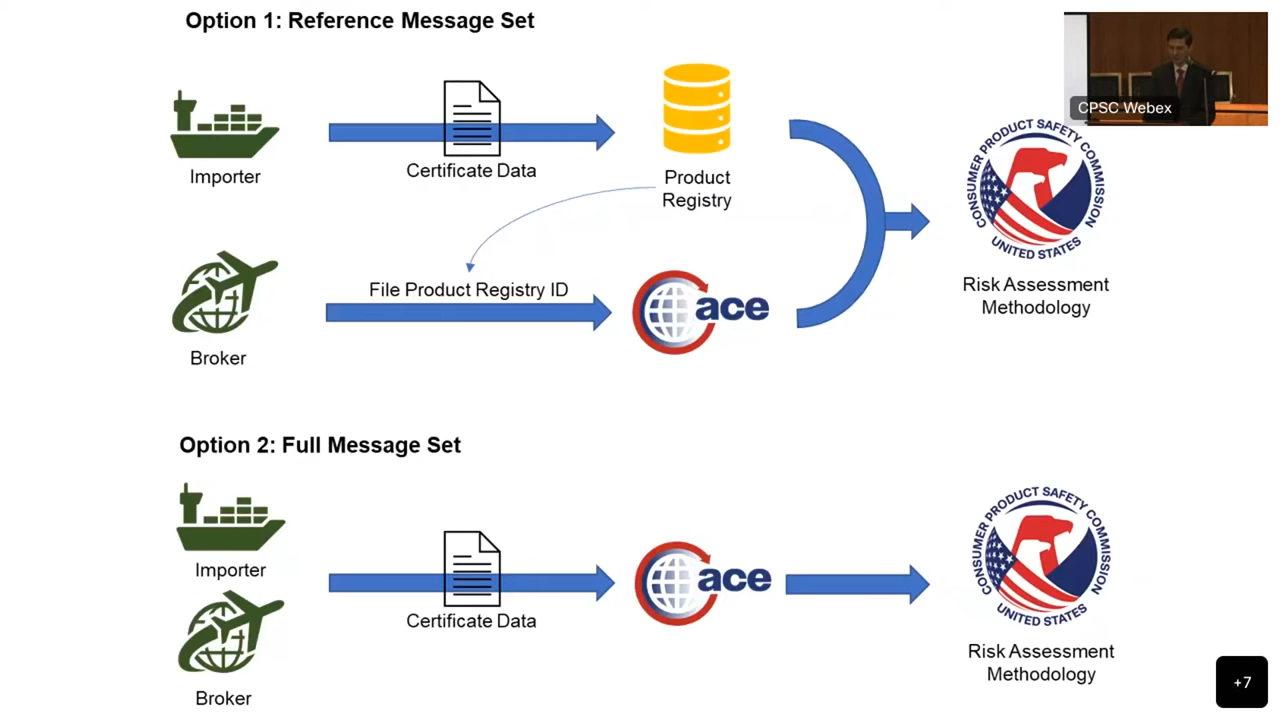 Option 1: Reference Message Set
CPSC Webex
Importer
Certificate Data
Product
Registry
CONSUMER PRODUCT SAFETY COMMISSION
UNITED STATES
Risk Assessment
Methodology
File Product Registry ID
ace
Broker
Option 2: Full Message Set
Importer
Certificate Data
ace
CONSUMER PRODUCT SAFETY COMMISSION
UNITED STATES
Risk Assessment
Methodology
Broker
+7